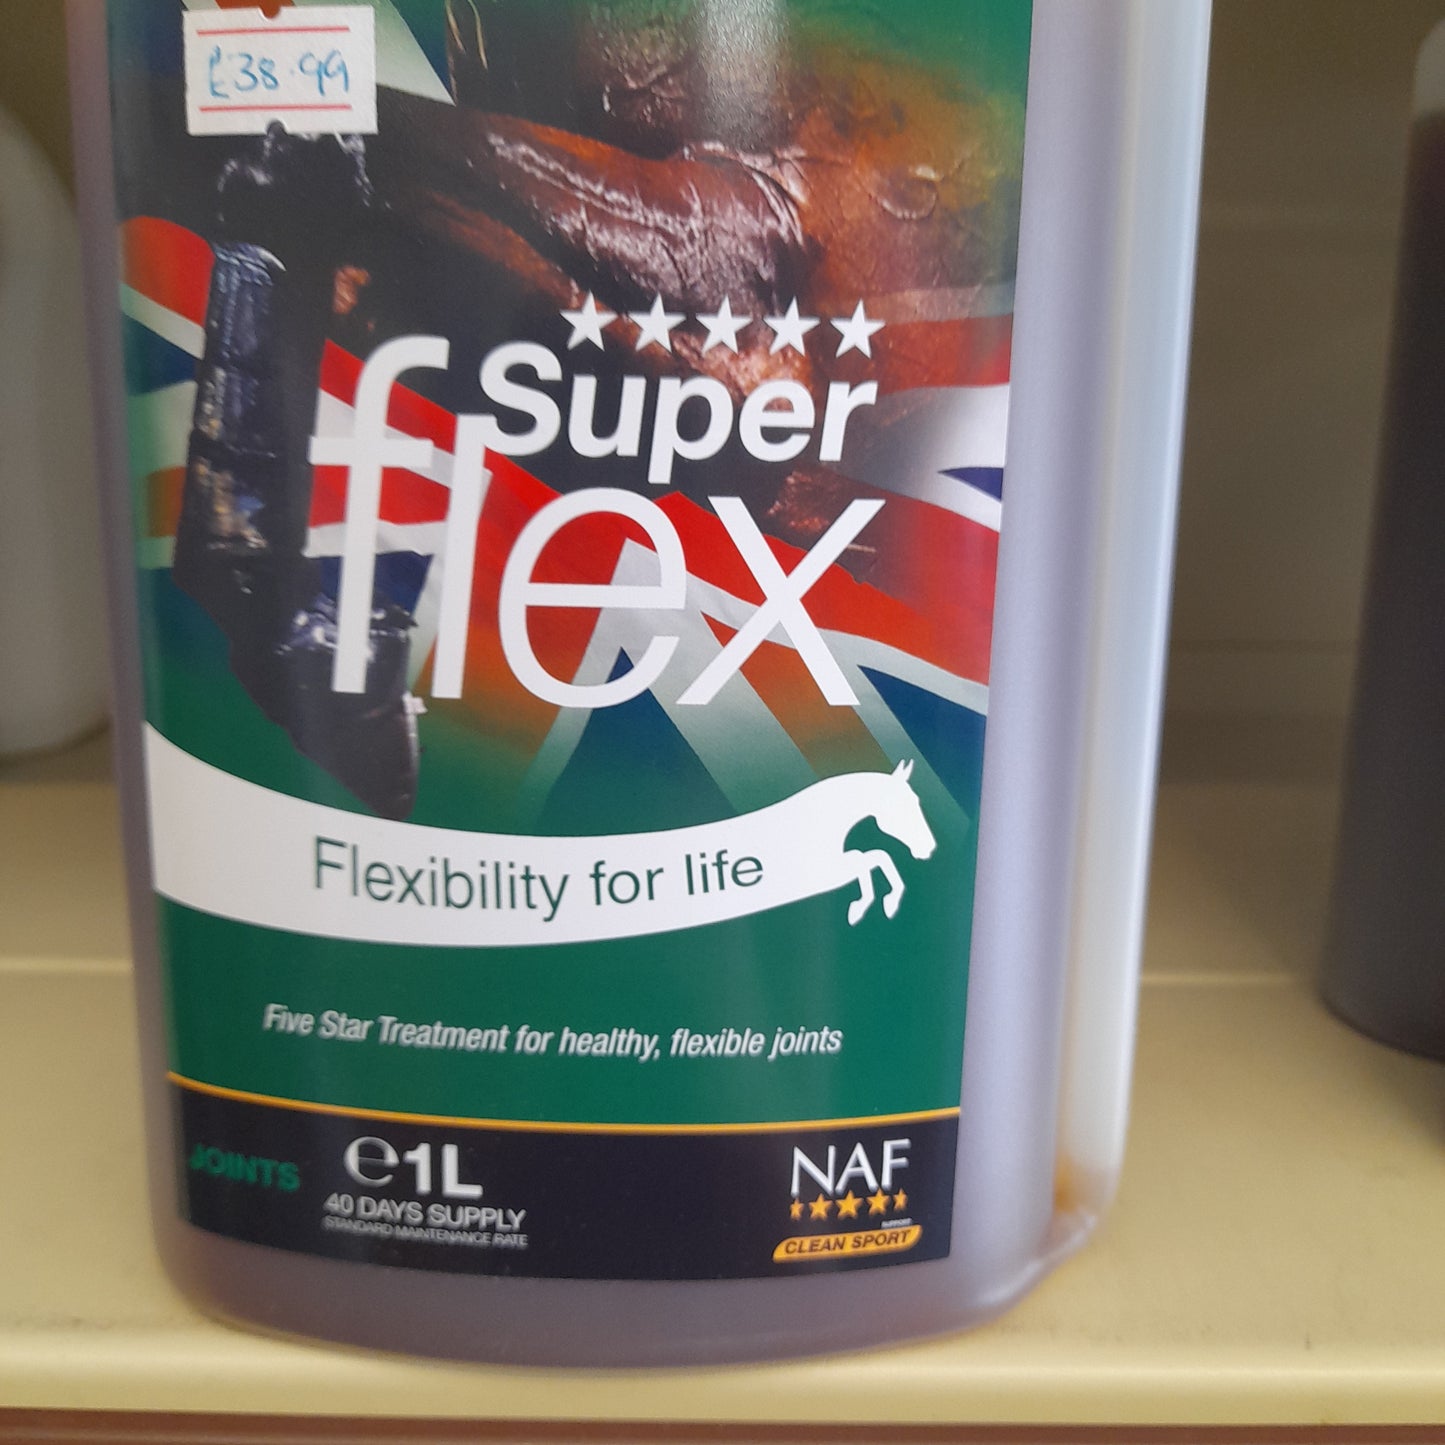 £38.99
Super
flex
Flexibility for life
Five Star Treatment for healthy, flexible joints
JOINTS
e1L
40 DAYS SUPPLY
STANDARD MAINTENANCE RATE
NAF
CLEAN SPORT